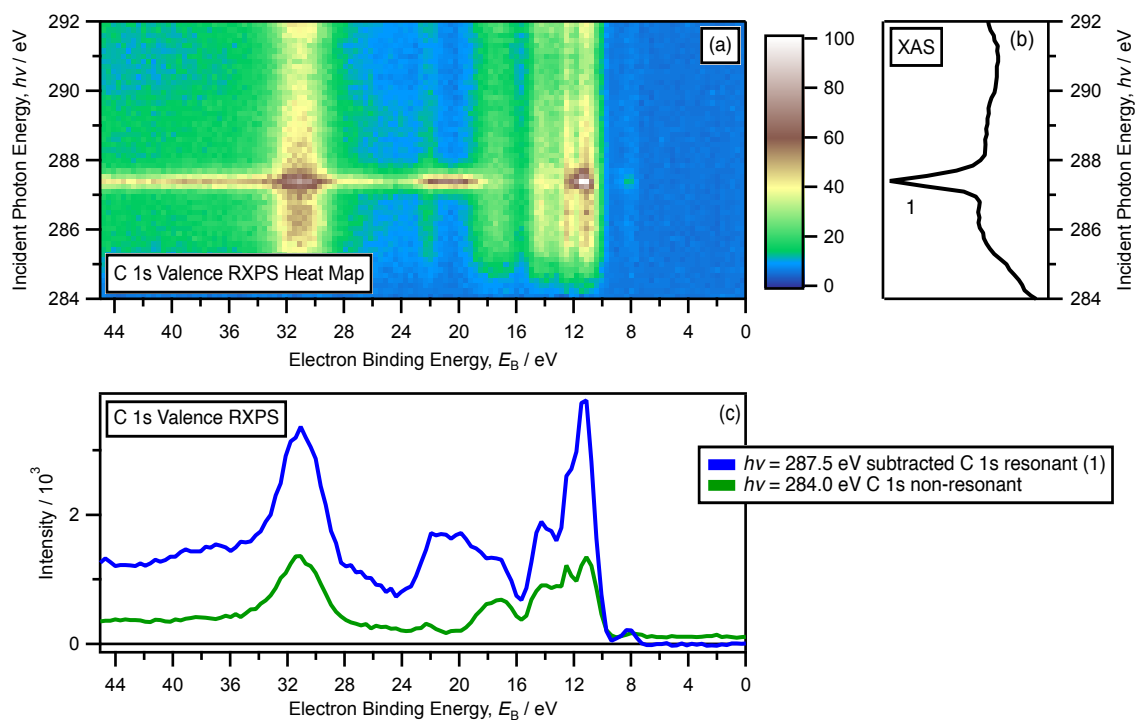 292
290
288
286
284
Incident Photon Energy, hν / eV
(a)
C 1s Valence RXPS Heat Map
44 40 36 32 28 24 20 16 12 8 4 0
Electron Binding Energy, E_B / eV
100
80
60
40
20
0
XAS
(b)
1
292
290
288
286
284
Incident Photon Energy, hν / eV
C 1s Valence RXPS
(c)
Intensity / 10^3
2
0
44 40 36 32 28 24 20 16 12 8 4 0
Electron Binding Energy, E_B / eV
hν = 287.5 eV subtracted C 1s resonant (1)
hν = 284.0 eV C 1s non-resonant